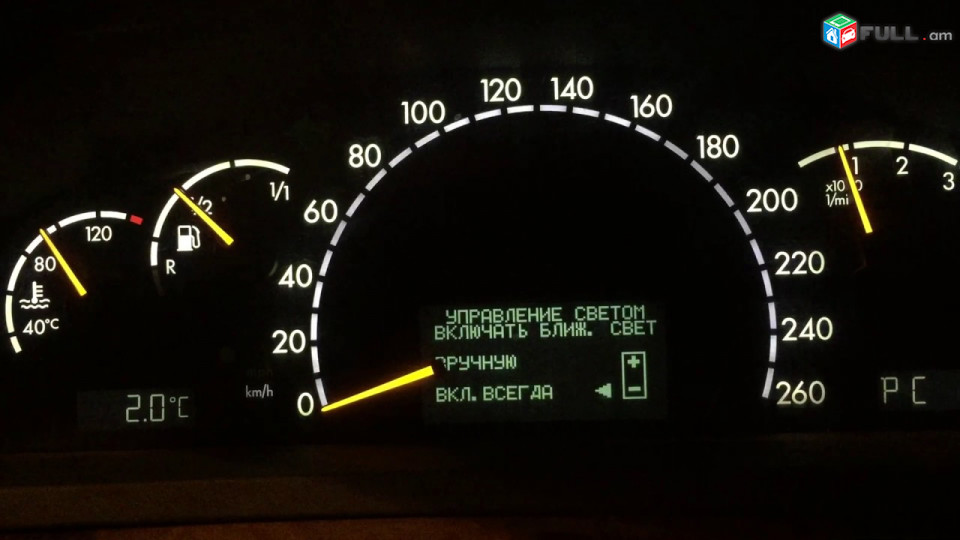 FULL.am
120
80
40°C
1/1
1/2
R
2.0°C
0
20
40
60
80
100
120
140
160
180
200
220
240
260
km/h
УПРАВЛЕНИЕ СВЕТОМ
ВКЛЮЧАТЬ БЛИЖ. СВЕТ
ВРУЧНУЮ
ВКЛ. ВСЕГДА
+
-
1
2
3
1/mi
P C